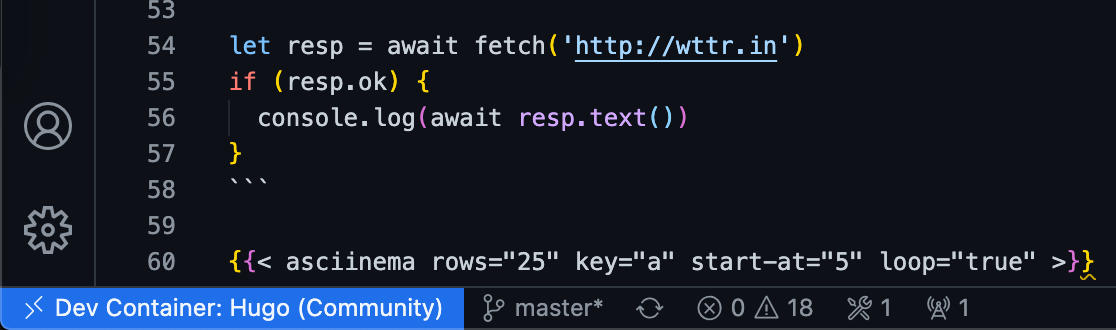 53
54 let resp = await fetch('http://wttr.in')
55 if (resp.ok) {
56   console.log(await resp.text())
57 }
58 ```
59
60 {{< asciinema rows="25" key="a" start-at="5" loop="true" >}}
Dev Container: Hugo (Community) master* 0 18 1 1